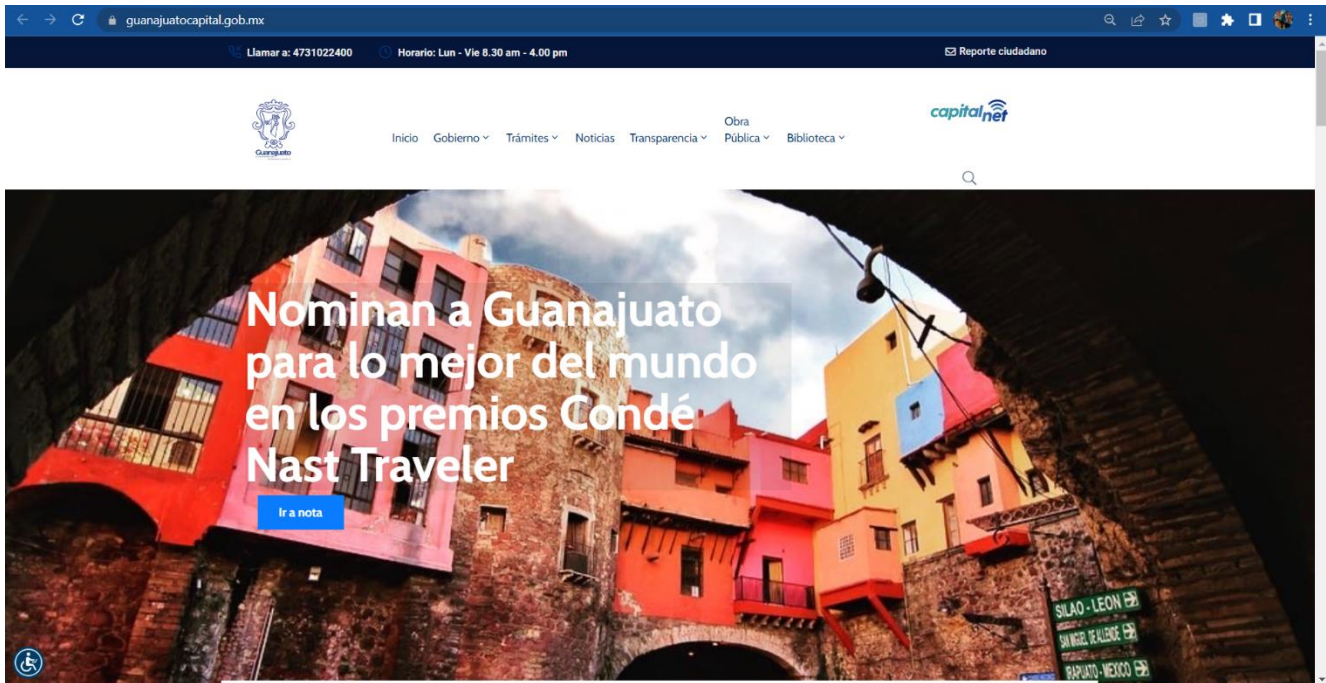 guanajuatocapital.gob.mx
Llamar a: 4731022400
Horario: Lun - Vie 8.30 am - 4.00 pm
Reporte ciudadano
Guanajuato
Inicio
Gobierno
Trámites
Noticias
Transparencia
Obra
Pública
Biblioteca
capitalnet
Nominan a Guanajuato
para lo mejor del mundo
en los premios Condé
Nast Traveler
Ir a nota
SILAO - LEON
SAN MIGUEL DE ALLENDE
IRAPUATO - MEXICO